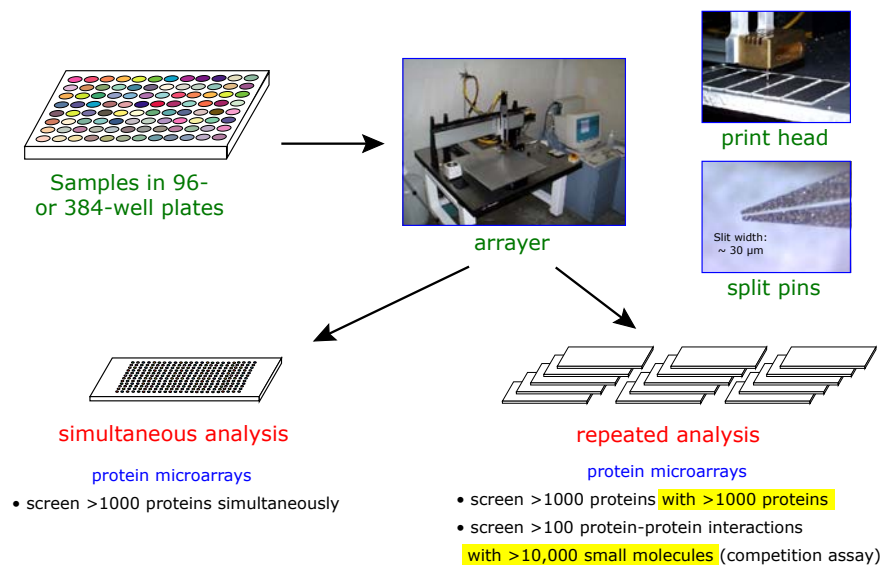 Samples in 96-
or 384-well plates
arrayer
print head
Slit width:
~ 30 µm
split pins
simultaneous analysis
protein microarrays
• screen >1000 proteins simultaneously
repeated analysis
protein microarrays
• screen >1000 proteins with >1000 proteins
• screen >100 protein-protein interactions
with >10,000 small molecules (competition assay)